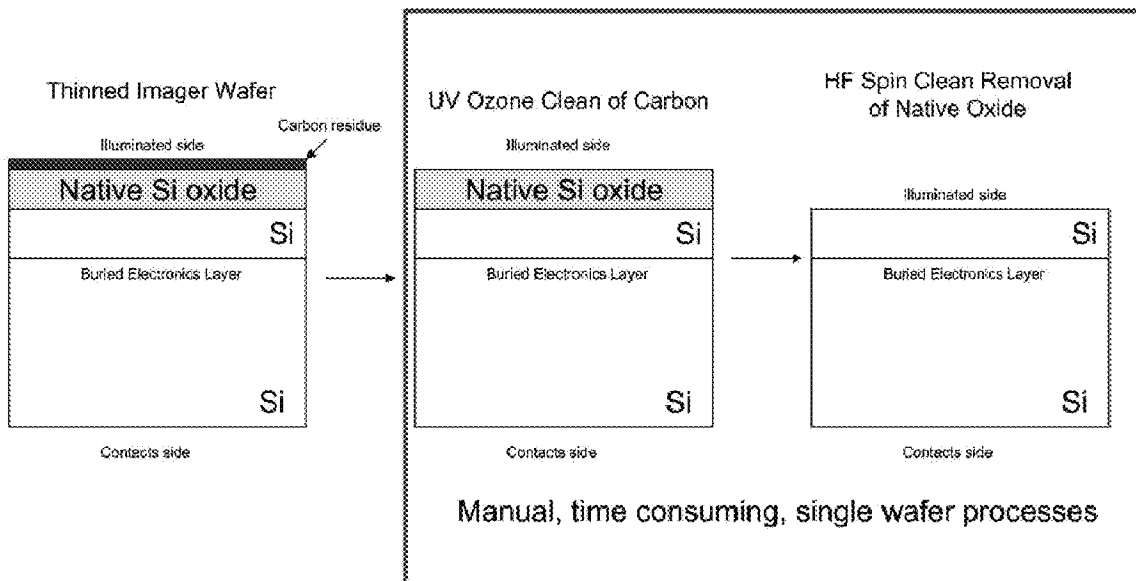 Thinned Imager Wafer
Carbon residue
Illuminated side
Native Si oxide
Si
Buried Electronics Layer
Si
Contacts side
UV Ozone Clean of Carbon
Illuminated side
Native Si oxide
Si
Buried Electronics Layer
Si
Contacts side
HF Spin Clean Removal
of Native Oxide
Illuminated side
Si
Buried Electronics Layer
Si
Contacts side
Manual, time consuming, single wafer processes